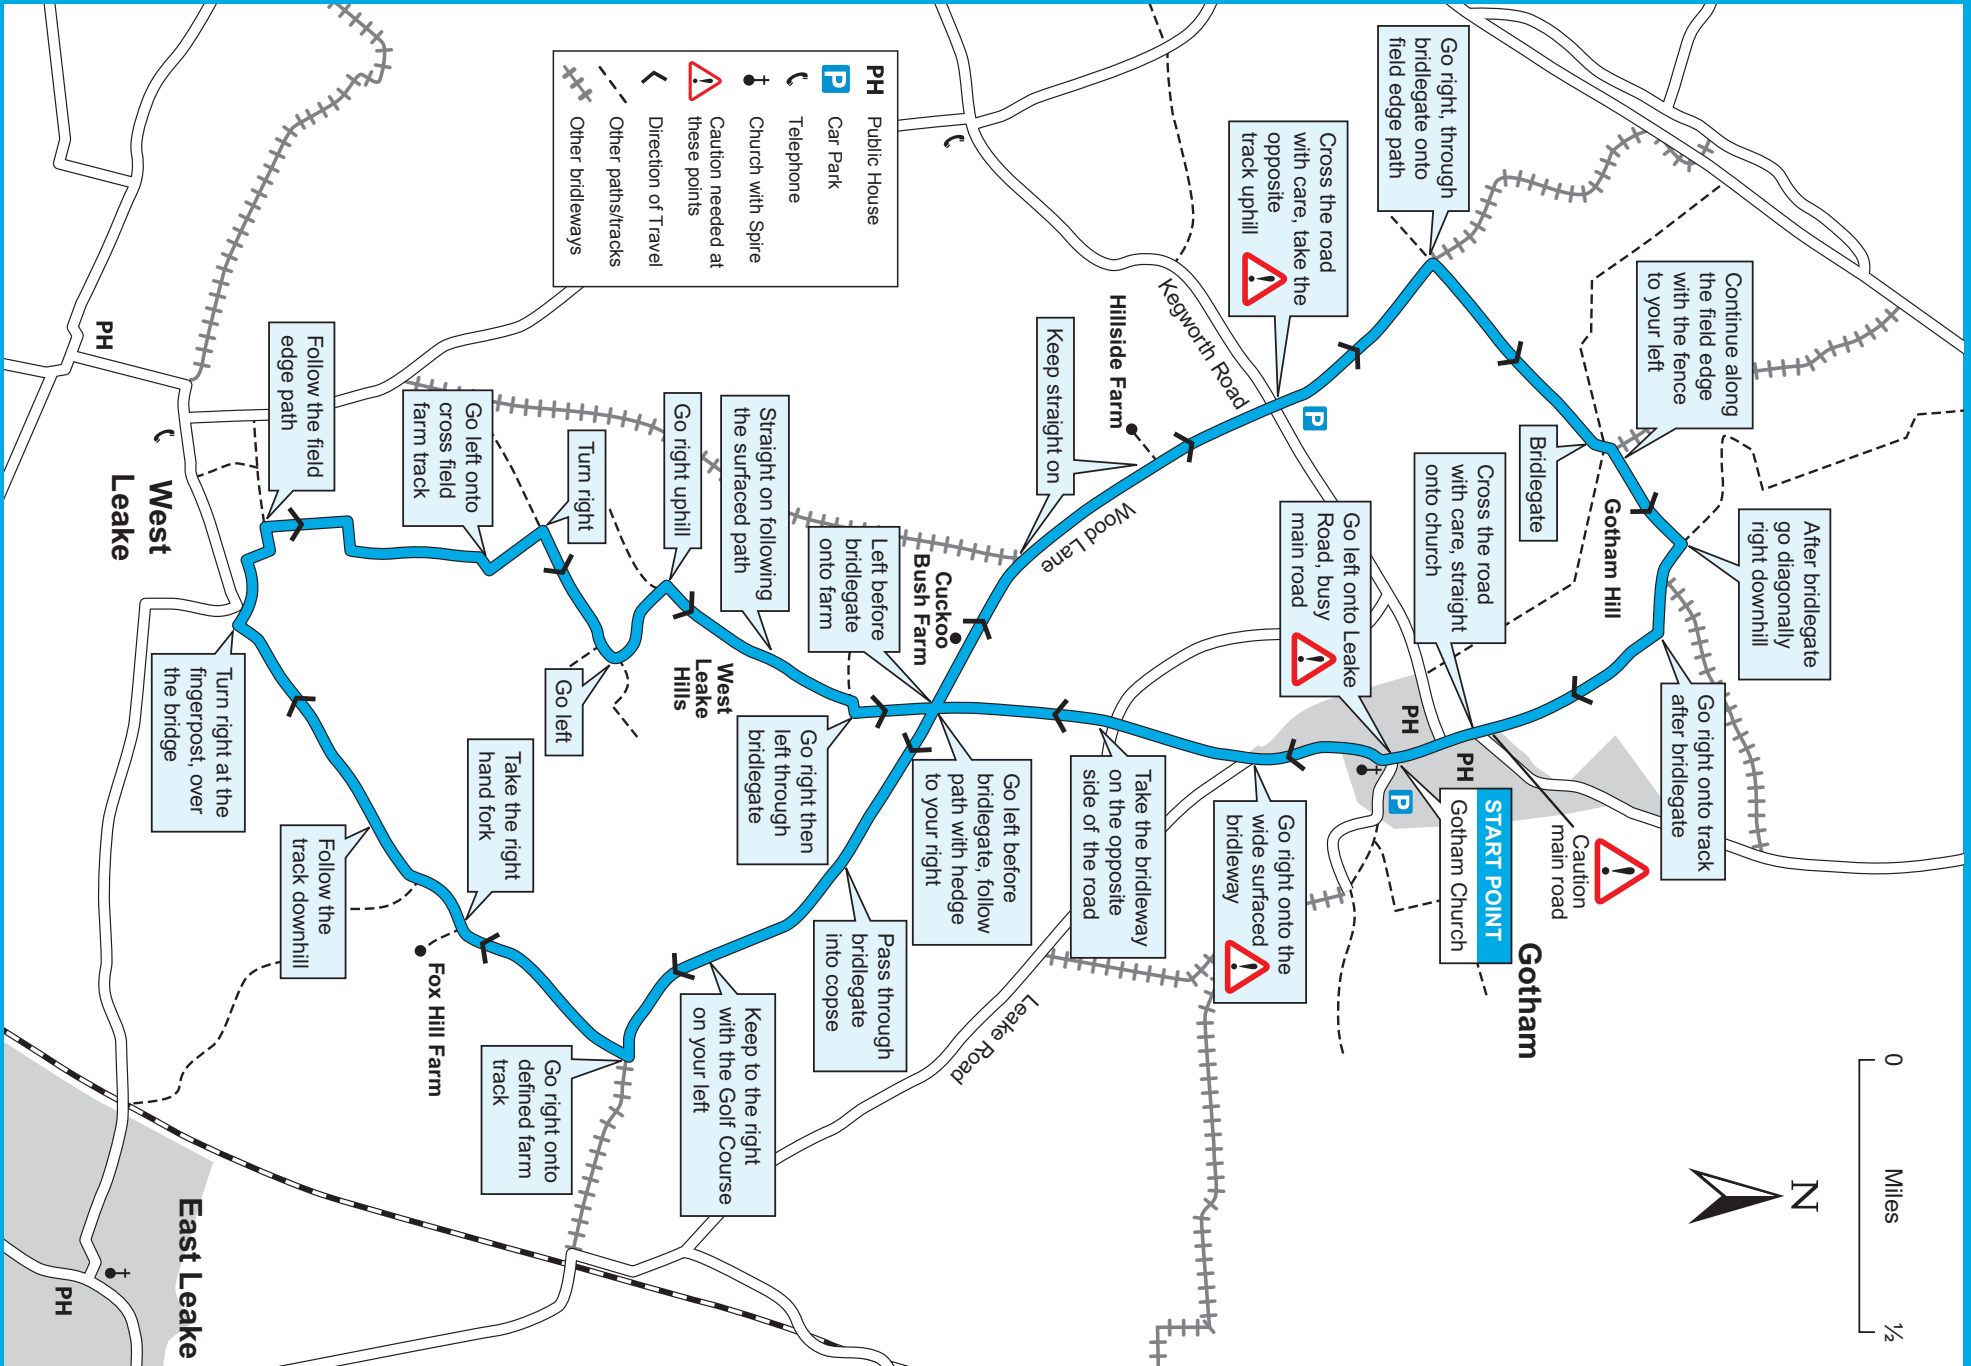 Go right, through
bridlegate onto
field edge path
Continue along
the field edge
with the fence
to your left
After bridlegate
go diagonally
right downhill
0
Miles
½
N
Cross the road
with care, take the
opposite
track uphill
Bridlegate
Gotham Hill
Cross the road
with care, straight
onto church
Go right onto track
after bridlegate
Caution
main road
Gotham
START POINT
Gotham Church
PH
PH
P
P
Kegworth Road
Hillside Farm
Keep straight on
Wood Lane
Go left onto Leake
Road, busy
main road
Go right onto the
wide surfaced
bridleway
Take the bridleway
on the opposite
side of the road
Leake Road
PH
Public House
P
Car Park
Telephone
Church with Spire
Caution needed at
these points
Direction of Travel
Other paths/tracks
Other bridleways
Cuckoo
Bush Farm
Left before
bridlegate
onto farm
Go left before
bridlegate, follow
path with hedge
to your right
Pass through
bridlegate
into copse
Straight on following
the surfaced path
Go right then
left through
bridlegate
Keep to the right
with the Golf Course
on your left
West
Leake
Hills
Go right uphill
Turn right
Go left
Go left onto
cross field
farm track
Go right onto
defined farm
track
Take the right
hand fork
Fox Hill Farm
Follow the field
edge path
Follow the
track downhill
Turn right at the
fingerpost, over
the bridge
West
Leake
PH
East Leake
PH